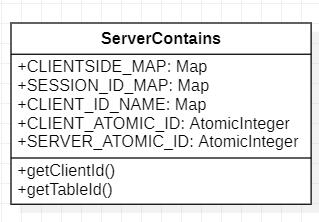 ServerContains
+CLIENTSIDE_MAP: Map
+SESSION_ID_MAP: Map
+CLIENT_ID_NAME: Map
+CLIENT_ATOMIC_ID: AtomicInteger
+SERVER_ATOMIC_ID: AtomicInteger
+getClientId()
+getTableId()